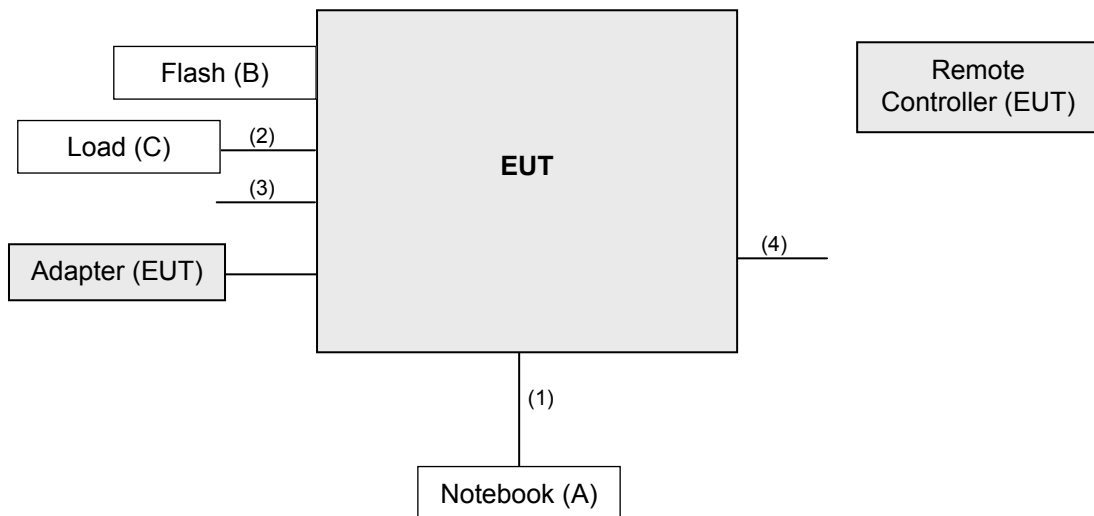 Flash (B)
Remote
Controller (EUT)
Load (C)
(2)
EUT
(3)
(4)
Adapter (EUT)
(1)
Notebook (A)